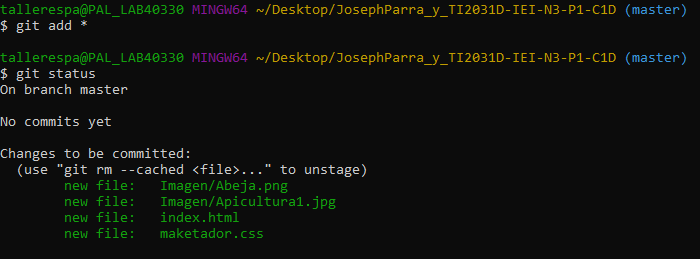 tallerespa@PAL_LAB40330 MINGW64 ~/Desktop/JosephParra_y_TI2031D-IEI-N3-P1-C1D (master)
$ git add *
tallerespa@PAL_LAB40330 MINGW64 ~/Desktop/JosephParra_y_TI2031D-IEI-N3-P1-C1D (master)
$ git status
On branch master
No commits yet
Changes to be committed:
  (use "git rm --cached <file>..." to unstage)
        new file:   Imagen/Abeja.png
        new file:   Imagen/Apicultura1.jpg
        new file:   index.html
        new file:   maketador.css